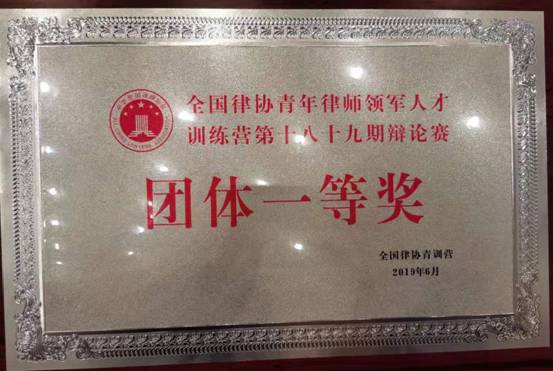 全国律协青年律师领军人才
训练营第十八十九期辩论赛
团体一等奖
全国律协青训营
2019年6月